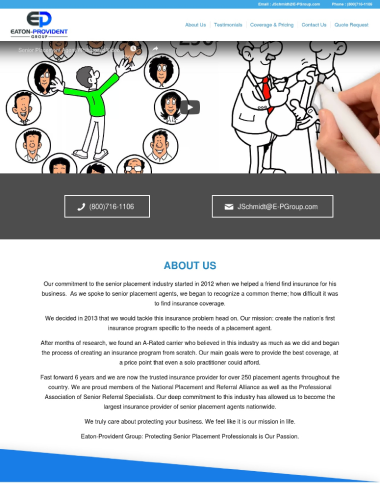 Email : JSchmidt@E-PGroup.com Phone : (800)716-1106
EP
EATON-PROVIDENT
GROUP
About Us Testimonials Coverage & Pricing Contact Us Quote Request
(800)716-1106
JSchmidt@E-PGroup.com
ABOUT US
Our commitment to the senior placement industry started in 2012 when we helped a friend find insurance for his
business. As we spoke to senior placement agents, we began to recognize a common theme; how difficult it was
to find insurance coverage.
We decided in 2013 that we would tackle this insurance problem head on. Our mission: create the nation's first
insurance program specific to the needs of a placement agent.
After months of research, we found an A-Rated carrier who believed in this industry as much as we did and began
the process of creating an insurance program from scratch. Our main goals were to provide the best coverage, at
a price point that even a solo practitioner could afford.
Fast forward 6 years and we are now the trusted insurance provider for over 250 placement agents throughout the
country. We are proud members of the National Placement and Referral Alliance as well as the Professional
Association of Senior Referral Specialists. Our deep commitment to this industry has allowed us to become the
largest insurance provider of senior placement agents nationwide.
We truly care about protecting your business. We feel like it is our mission in life.
Eaton-Provident Group: Protecting Senior Placement Professionals is Our Passion.